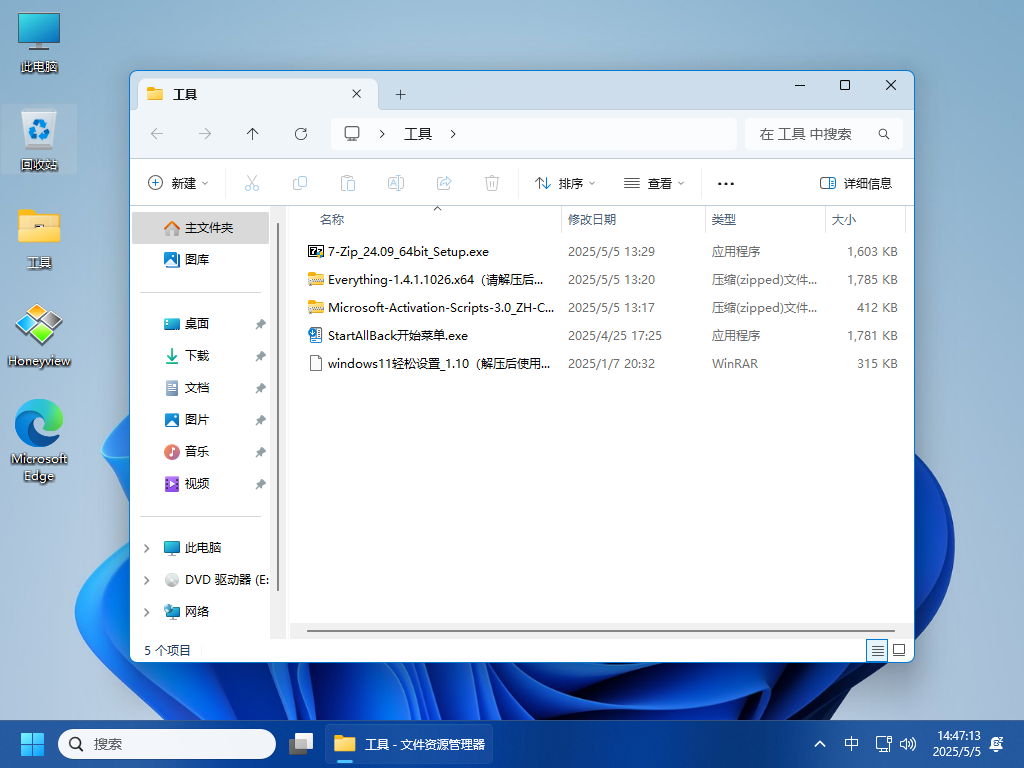 此电脑
回收站
工具
Honeyview
Microsoft
Edge
工具
工具
在 工具 中搜索
新建
排序
查看
详细信息
主文件夹
图库
桌面
下载
文档
图片
音乐
视频
此电脑
DVD 驱动器 (E:
网络
名称 修改日期 类型 大小
7-Zip_24.09_64bit_Setup.exe 2025/5/5 13:29 应用程序 1,603 KB
Everything-1.4.1.1026.x64（请解压后... 2025/5/5 13:20 压缩(zipped)文件... 1,785 KB
Microsoft-Activation-Scripts-3.0_ZH-C... 2025/5/5 13:17 压缩(zipped)文件... 412 KB
StartAllBack开始菜单.exe 2025/4/25 17:25 应用程序 1,781 KB
windows11轻松设置_1.10（解压后使用... 2025/1/7 20:32 WinRAR 315 KB
5 个项目
搜索
工具 - 文件资源管理器
中
14:47:13
2025/5/5